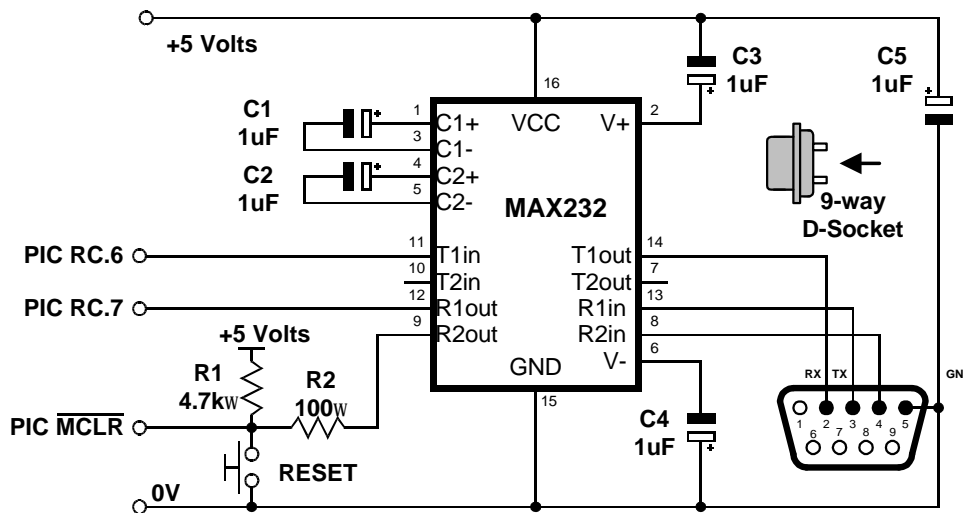 +5 Volts
C3
1uF
C5
1uF
+
+
16
C1
1uF
+
1
3
C1+
C1-
VCC
V+
2
C2
1uF
+
4
5
C2+
C2-
MAX232
9-way
D-Socket
PIC RC.6
11
T1in
T1out
14
10
T2in
T2out
7
PIC RC.7
12
R1out
R1in
13
9
R2out
R2in
8
+5 Volts
V-
6
GND
15
R1
4.7kW
R2
100W
RX TX
GN
PIC MCLR
C4
1uF
+
1 2 3 4 5
6 7 8 9
RESET
0V